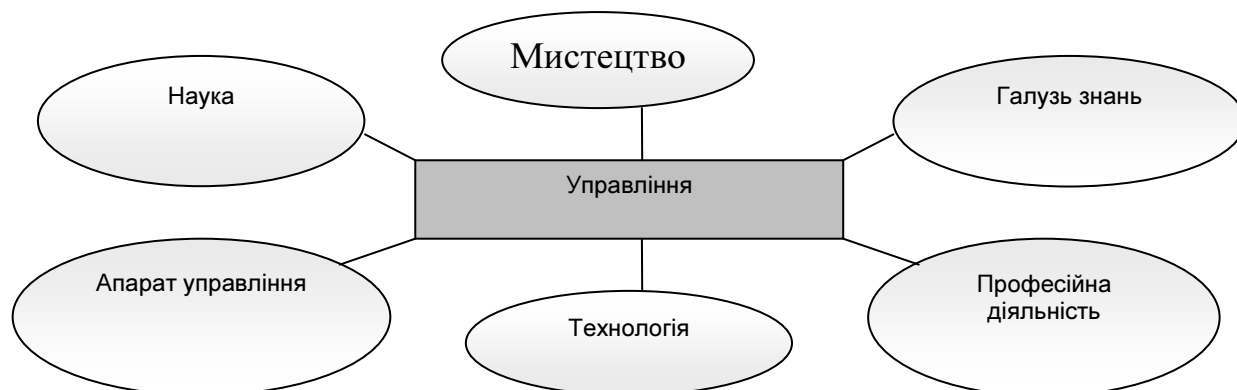 Мистецтво
Наука
Галузь знань
Управління
Апарат управління
Технологія
Професійна
діяльність